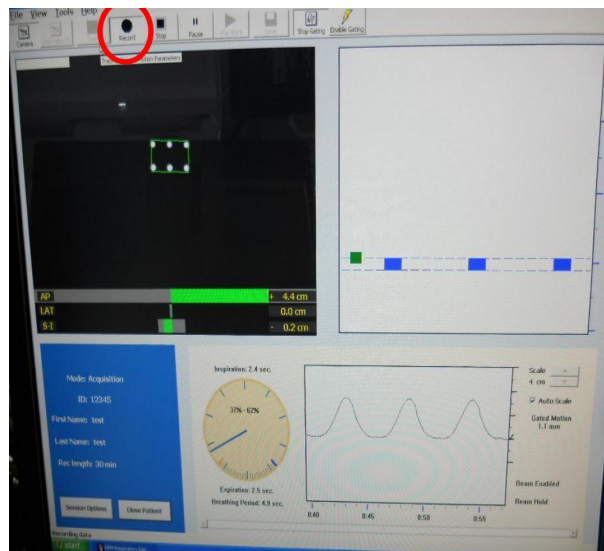 File View Tools Help
Camera
Record
Stop
Pause
Stop Gating
Enable Gating
AP + 4.4 cm
LAT 0.0 cm
S-I - 0.2 cm
Mode: Acquisition
ID: 12345
First Name: test
Last Name: test
Rec length: 30 min
Session Options
Close Patient
Inspiration: 2.4 sec.
37% - 62%
Expiration: 2.5 sec.
Breathing Period: 4.9 sec.
0:40 0:45 0:50 0:55
Scale
4 cm
Auto Scale
Gated Motion
1.1 mm
Beam Enabled
Beam Hold
Recording data
start